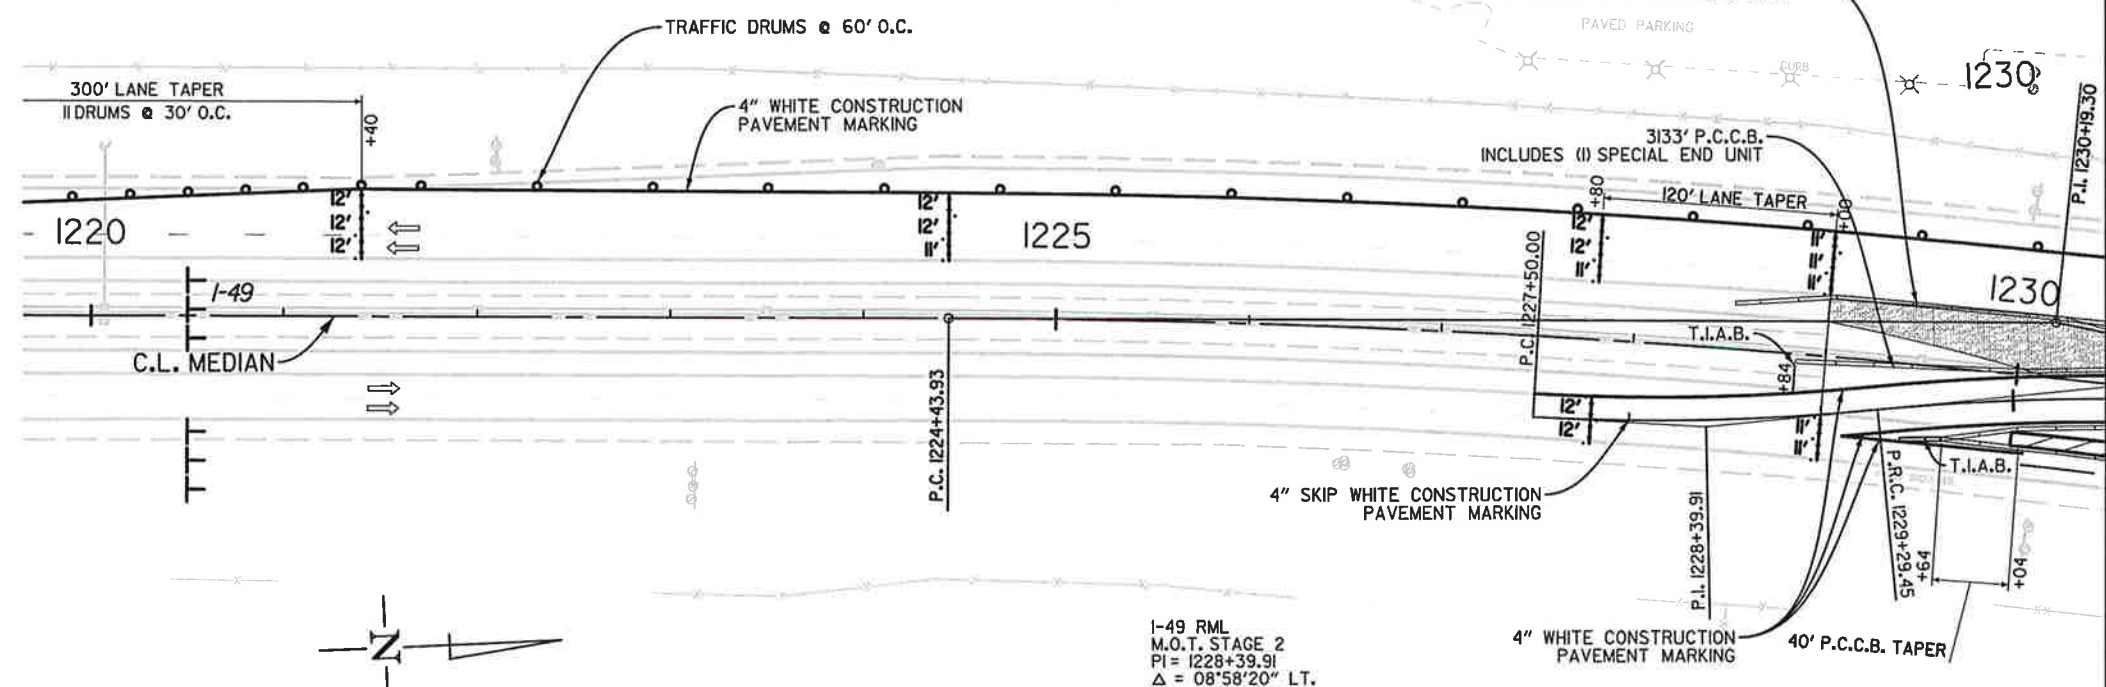 TRAFFIC DRUMS @ 60' O.C.
PAVED PARKING
CURB
1230
300' LANE TAPER
11 DRUMS @ 30' O.C.
+40
4" WHITE CONSTRUCTION
PAVEMENT MARKING
3133' P.C.C.B.
INCLUDES (1) SPECIAL END UNIT
P.I. 1230+19.30
+80
120' LANE TAPER
+00
12'
12'
12'
12'
12'
11'
12'
12'
11'
11'
11'
11'
1220
1225
1230
I-49
C.L. MEDIAN
P.C. 1224+43.93
P.C. 1227+50.00
T.I.A.B.
+84
12'
12'
11'
11'
4" SKIP WHITE CONSTRUCTION
PAVEMENT MARKING
P.I. 1228+39.91
P.R.C. 1229+29.45
T.I.A.B.
+64
+04
40' P.C.C.B. TAPER
4" WHITE CONSTRUCTION
PAVEMENT MARKING
N
I-49 RML
M.O.T. STAGE 2
PI = 1228+39.91
Δ = 08°58'20" LT.